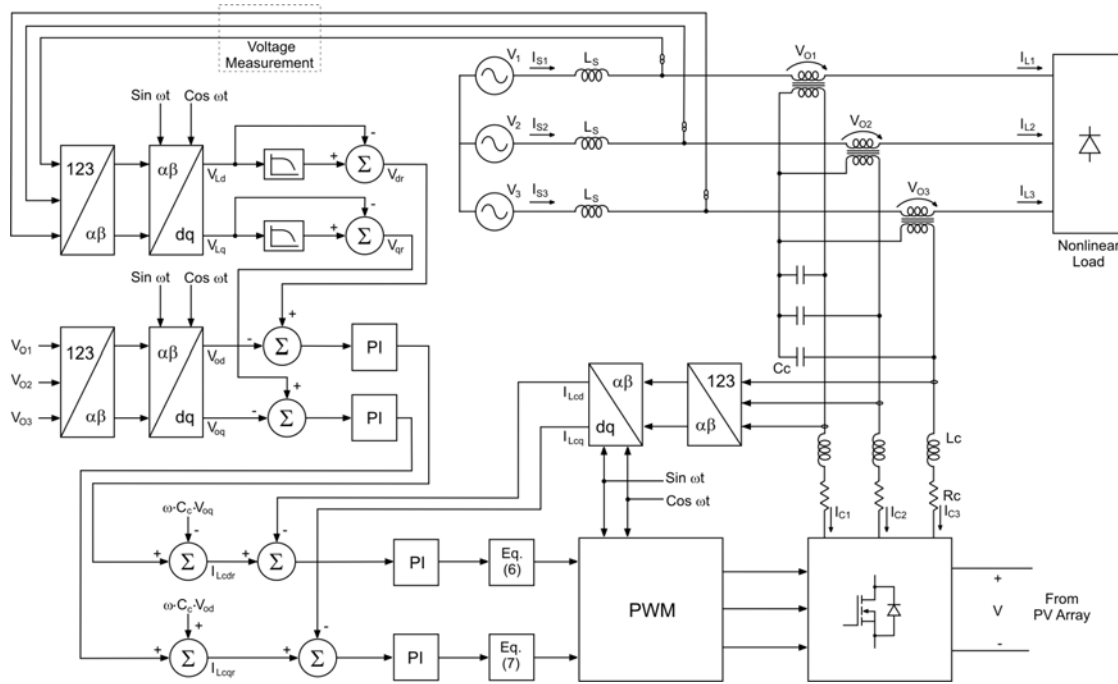 Voltage
Measurement
V1
IS1
LS
VO1
IL1
Sin ωt
Cos ωt
V2
IS2
LS
VO2
IL2
123
αβ
αβ
dq
VLd
-
+
Σ
Vdr
V3
IS3
LS
VO3
IL3
VLq
-
+
Σ
Vqr
Nonlinear
Load
Sin ωt
Cos ωt
+
VO1
VO2
VO3
123
αβ
αβ
dq
Vod
-
Σ
PI
+
Voq
-
Σ
PI
Cc
ILcd
ILcq
αβ
dq
123
αβ
Lc
Sin ωt
Cos ωt
Rc
IC1
IC2
IC3
ω·Cc·Voq
-
+
Σ
ILcdr
-
+
Σ
PI
Eq.
(6)
PWM
+
V
-
From
PV Array
ω·Cc·Vod
+
+
Σ
ILcqr
-
+
Σ
PI
Eq.
(7)